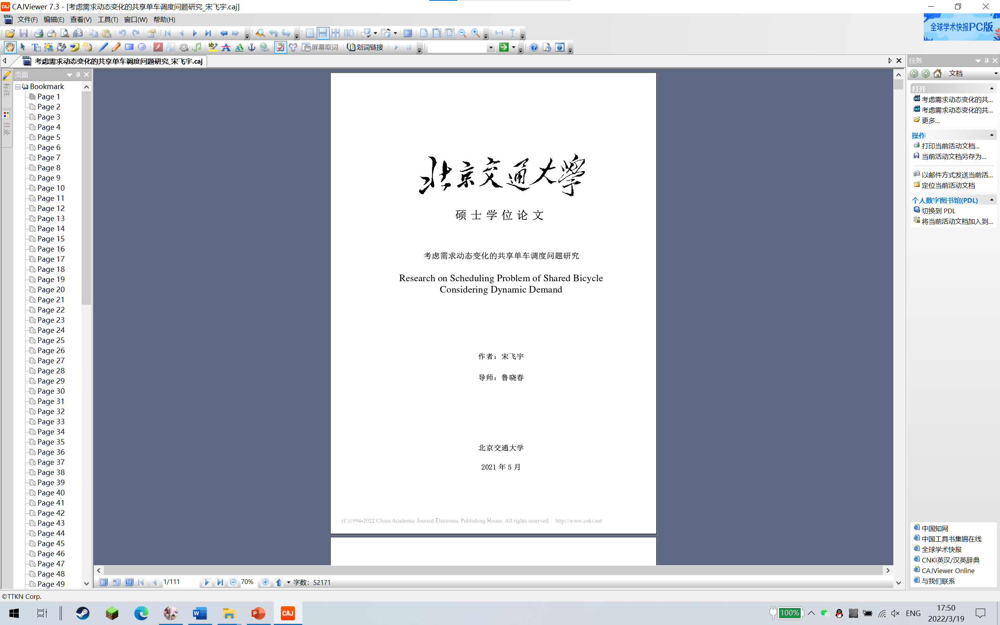 CAJViewer 7.3 - [考虑需求动态变化的共享单车调度问题研究_宋飞宇.caj]
文件(F) 编辑(E) 查看(V) 工具(T) 窗口(W) 帮助(H)
全球学术快报PC版
屏幕取词 划词链接
考虑需求动态变化的共享单车调度问题研究_宋飞宇.caj
标注
目录
页面
Bookmark
Page 1
Page 2
Page 3
Page 4
Page 5
Page 6
Page 7
Page 8
Page 9
Page 10
Page 11
Page 12
Page 13
Page 14
Page 15
Page 16
Page 17
Page 18
Page 19
Page 20
Page 21
Page 22
Page 23
Page 24
Page 25
Page 26
Page 27
Page 28
Page 29
Page 30
Page 31
Page 32
Page 33
Page 34
Page 35
Page 36
Page 37
Page 38
Page 39
Page 40
Page 41
Page 42
Page 43
Page 44
Page 45
Page 46
Page 47
Page 48
Page 49
北京交通大學
硕士学位论文
考虑需求动态变化的共享单车调度问题研究
Research on Scheduling Problem of Shared Bicycle
Considering Dynamic Demand
作者：宋飞宇
导师：鲁晓春
北京交通大学
2021 年 5 月
(C)1994-2022 China Academic Journal Electronic Publishing House. All rights reserved. http://www.cnki.net
1/111 70% 字数：52171
任务
文档
打开
考虑需求动态变化的共...
考虑需求动态变化的共...
更多...
操作
打印当前活动文档...
当前活动文档另存为...
以邮件方式发送当前活...
定位当前活动文档
个人数字图书馆(PDL)
切换到 PDL
将当前活动文档加入到...
中国知网
中国工具书集锦在线
全球学术快报
CNKI英汉/汉英辞典
CAJViewer Online
与我们联系
©TTKN Corp.
CAJ
100%
ENG
17:50
2022/3/19